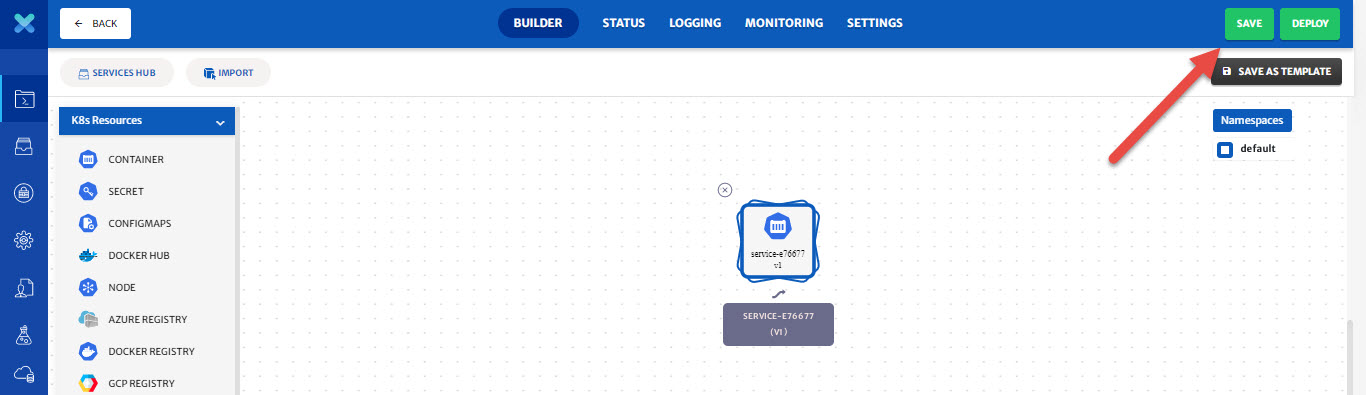 BACK
BUILDER STATUS LOGGING MONITORING SETTINGS
SAVE DEPLOY
SERVICES HUB IMPORT
SAVE AS TEMPLATE
K8s Resources
CONTAINER
SECRET
CONFIGMAPS
DOCKER HUB
NODE
AZURE REGISTRY
DOCKER REGISTRY
GCP REGISTRY
service-e76677
v1
SERVICE-E76677
(V1)
Namespaces
default